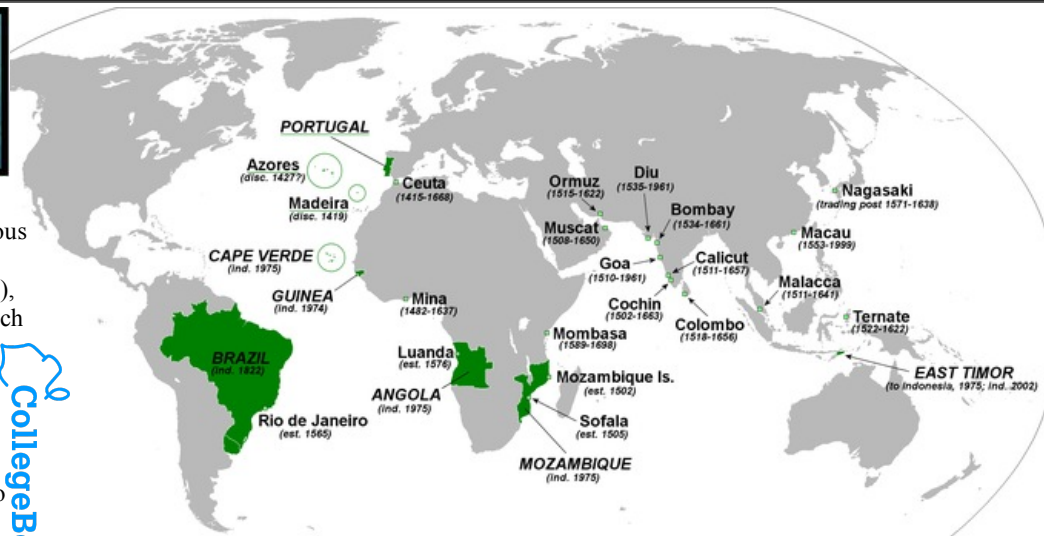 PORTUGAL
Azores
(disc. 1427?)
Madeira
(disc. 1419)
Ceuta
(1415-1668)
CAPE VERDE
(ind. 1975)
GUINEA
(ind. 1974)
Mina
(1482-1637)
BRAZIL
(ind. 1822)
Rio de Janeiro
(est. 1565)
Luanda
(est. 1576)
ANGOLA
(ind. 1975)
Mombasa
(1589-1698)
Mozambique Is.
(est. 1502)
Sofala
(est. 1505)
MOZAMBIQUE
(ind. 1975)
Ormuz
(1515-1622)
Muscat
(1508-1650)
Diu
(1535-1961)
Bombay
(1534-1661)
Goa
(1510-1961)
Calicut
(1511-1657)
Cochin
(1502-1663)
Colombo
(1518-1656)
Malacca
(1511-1641)
Nagasaki
(trading post 1571-1638)
Macau
(1553-1999)
Ternate
(1522-1622)
EAST TIMOR
(to Indonesia, 1975; ind. 2002)
ous
),
ch
CollegeB